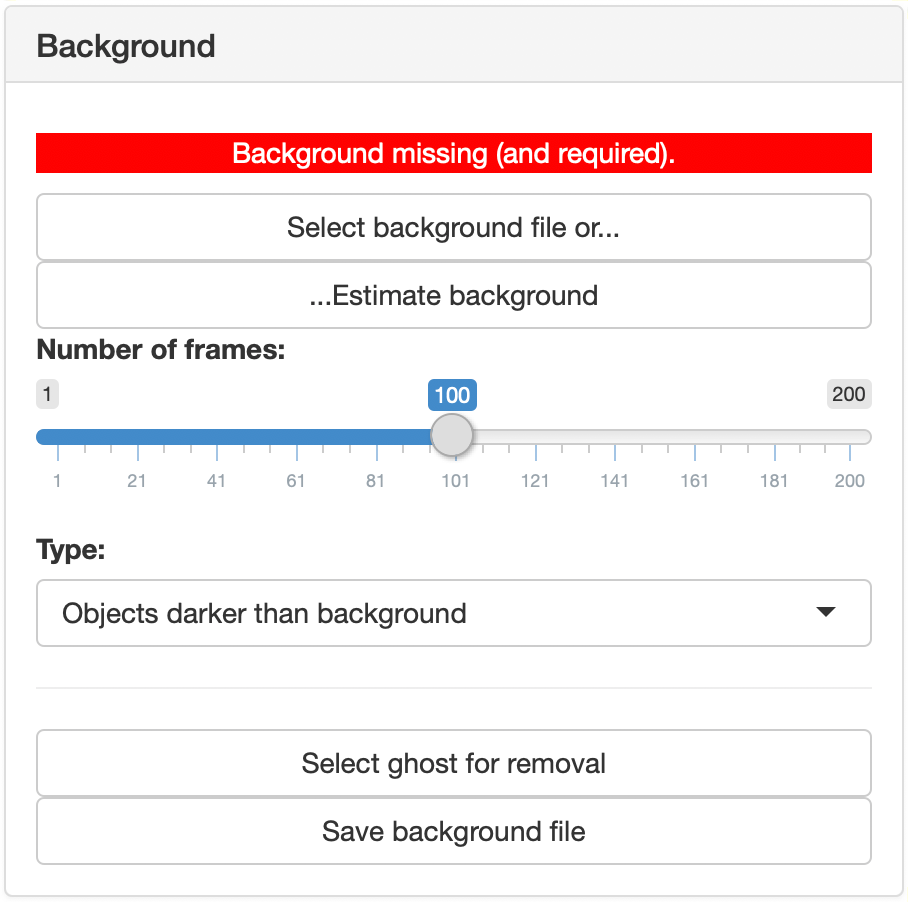 Background
Background missing (and required).
Select background file or...
...Estimate background
Number of frames:
1 100 200
1 21 41 61 81 101 121 141 161 181 200
Type:
Objects darker than background
Select ghost for removal
Save background file